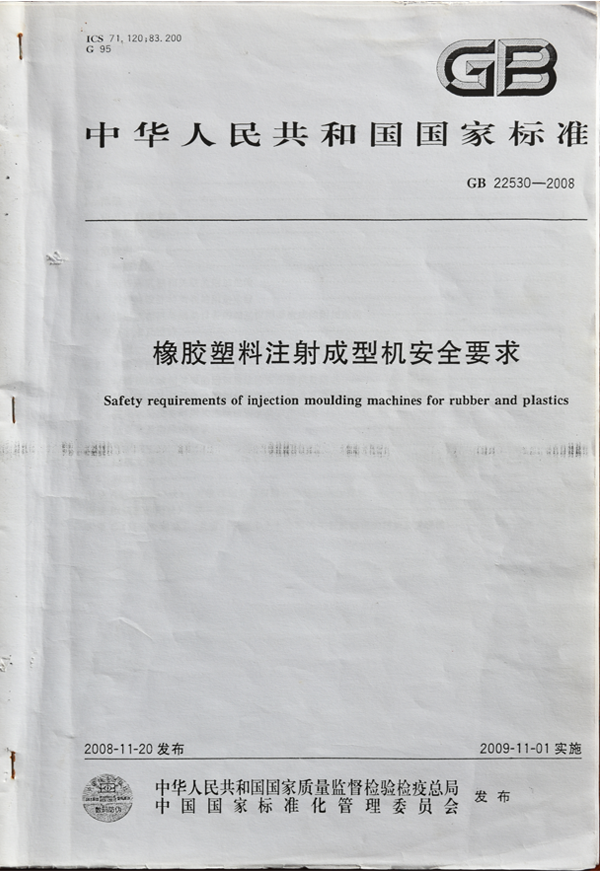 ICS 71,120;83.200
G 95
GB
中华人民共和国国家标准
GB 22530—2008
橡胶塑料注射成型机安全要求
Safety requirements of injection moulding machines for rubber and plastics
2008-11-20 发布
2009-11-01 实施
中华人民共和国国家质量监督检验检疫总局
中国国家标准化管理委员会
发布